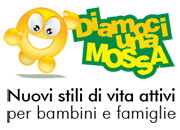 Diamoci
una
mossa
Nuovi stili di vita attivi
per bambini e famiglie